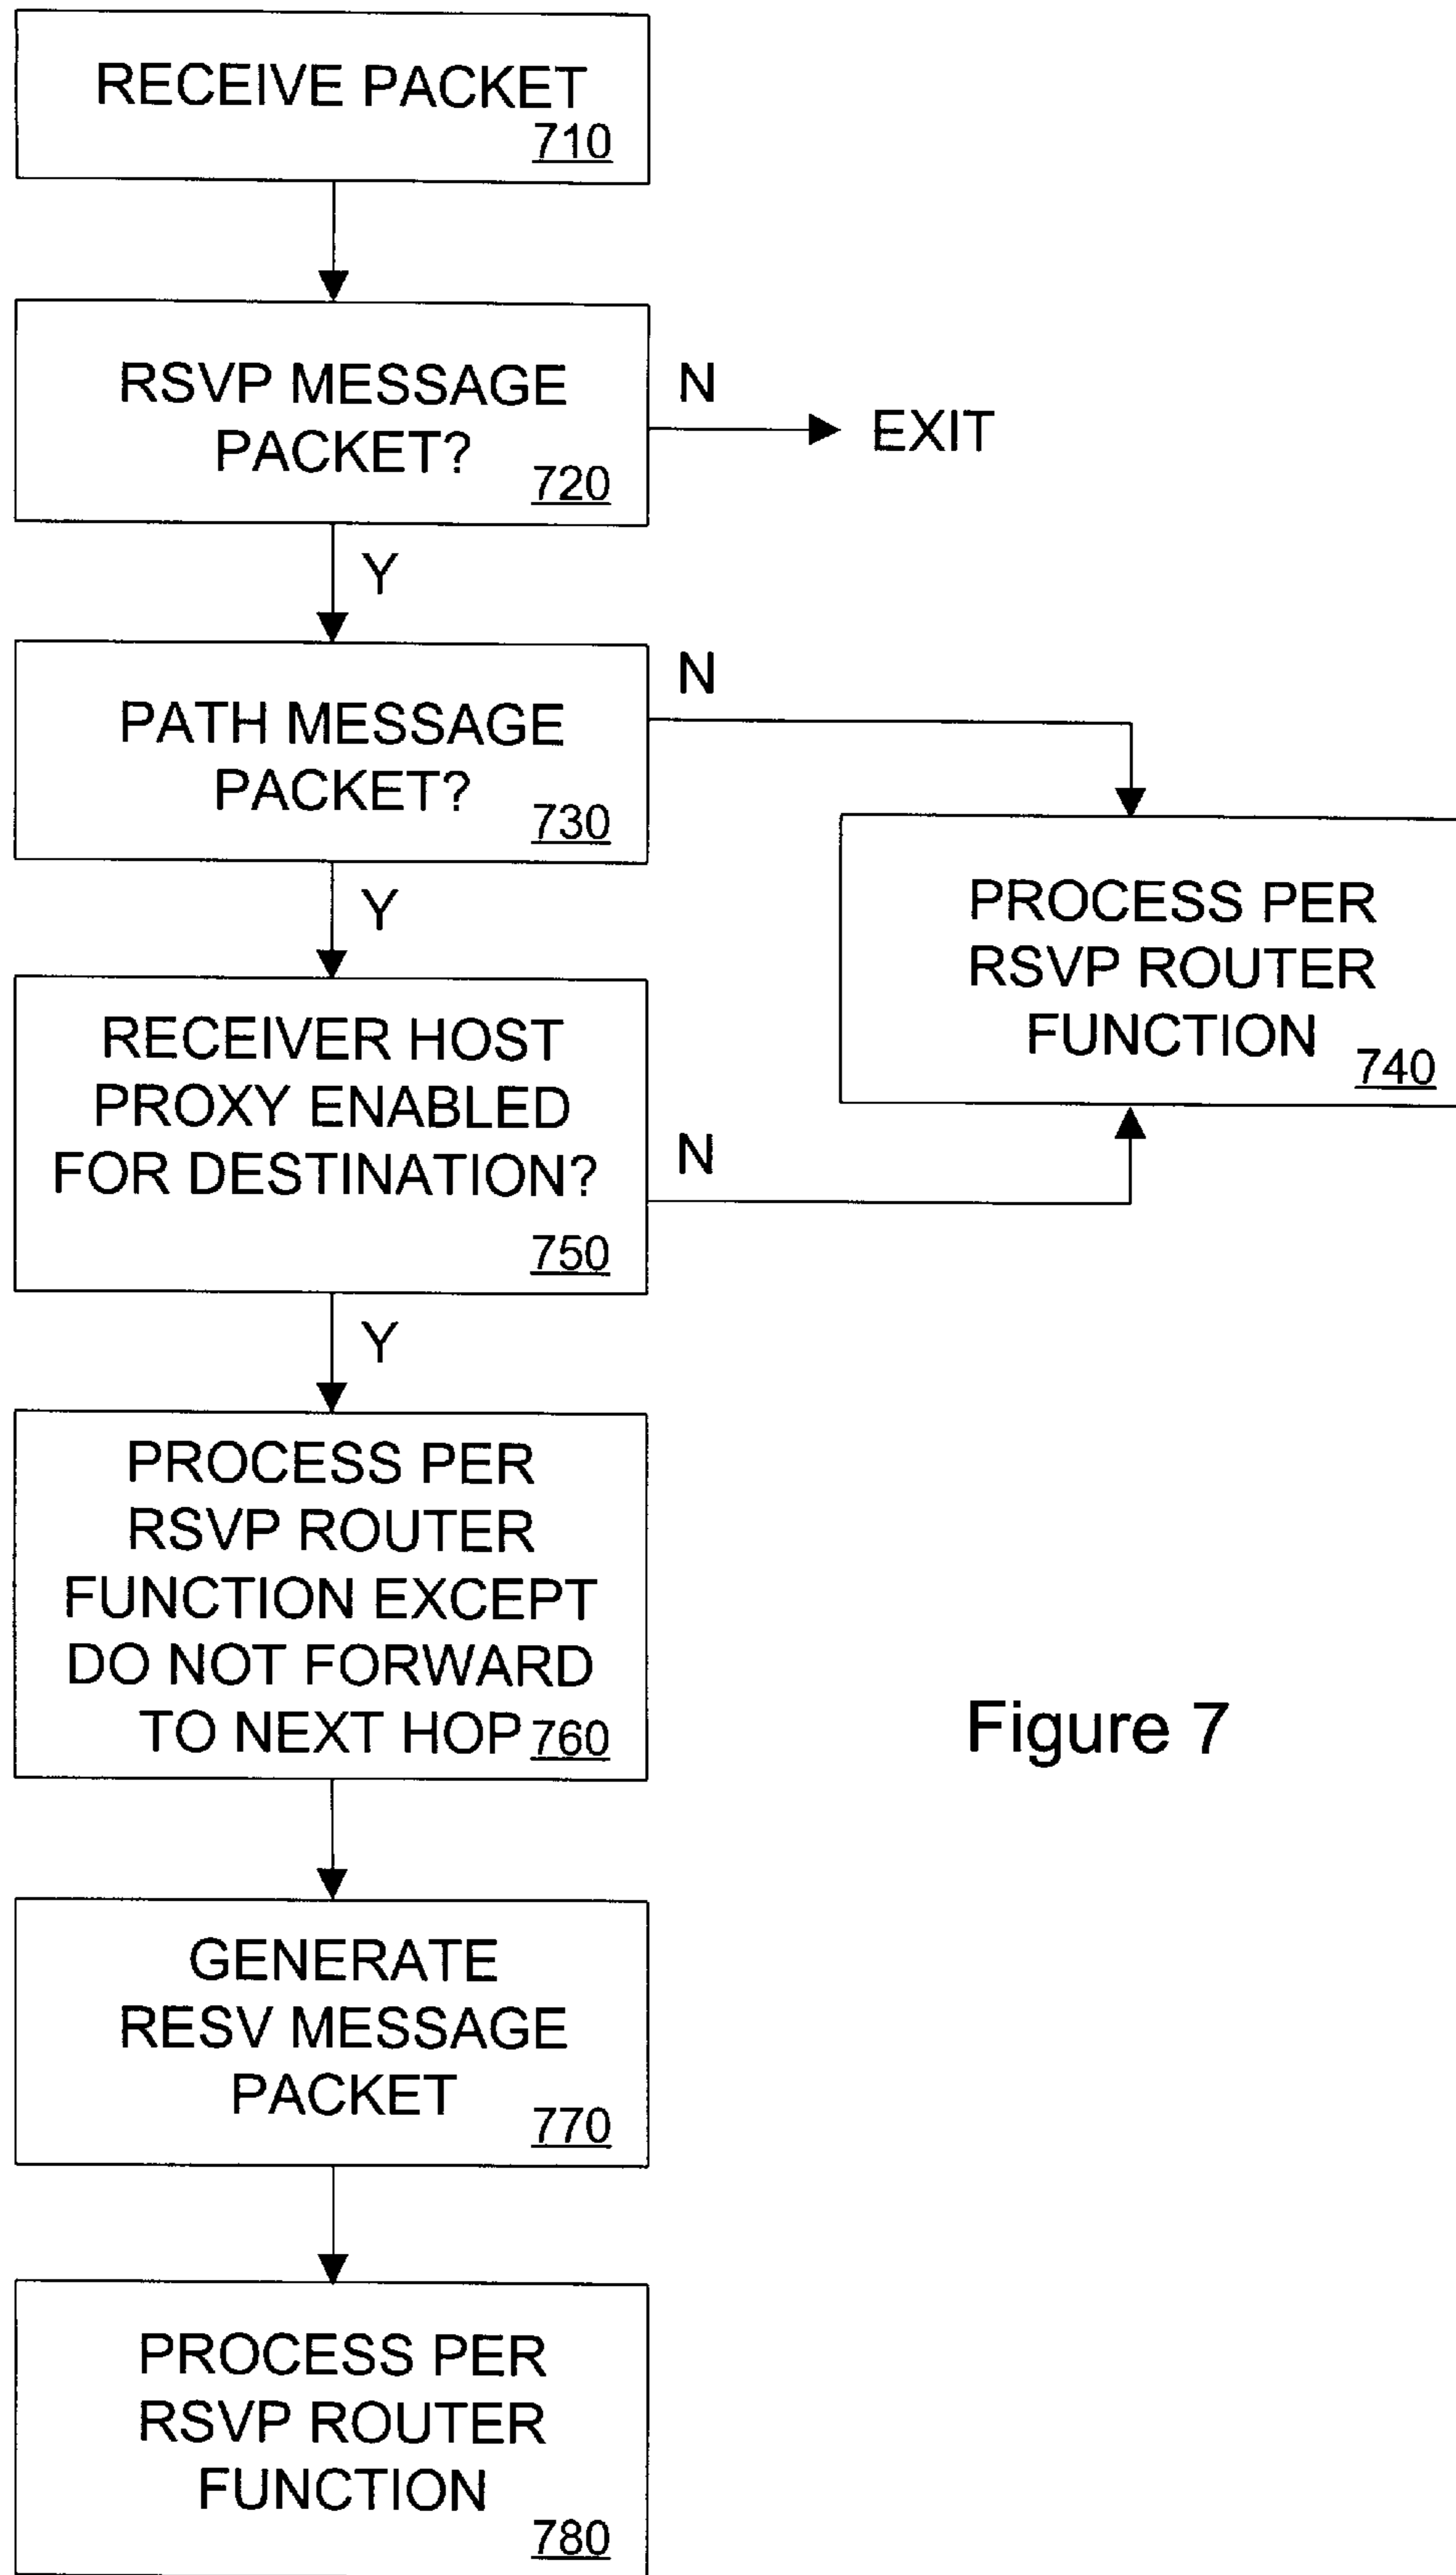 RECEIVE PACKET
710
RSVP MESSAGE
PACKET?
720
N
EXIT
Y
PATH MESSAGE
PACKET?
730
N
Y
PROCESS PER
RSVP ROUTER
FUNCTION
740
RECEIVER HOST
PROXY ENABLED
FOR DESTINATION?
750
N
Y
PROCESS PER
RSVP ROUTER
FUNCTION EXCEPT
DO NOT FORWARD
TO NEXT HOP 760
Figure 7
GENERATE
RESV MESSAGE
PACKET
770
PROCESS PER
RSVP ROUTER
FUNCTION
780